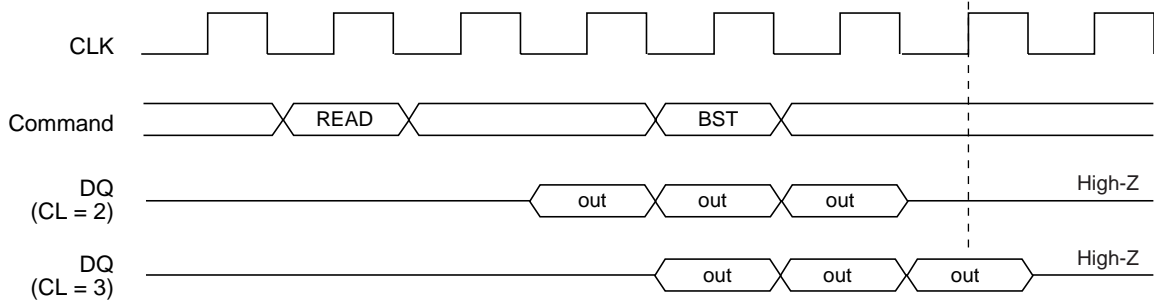 CLK
Command
READ
BST
DQ
(CL = 2)
out
out
out
High-Z
DQ
(CL = 3)
out
out
out
High-Z